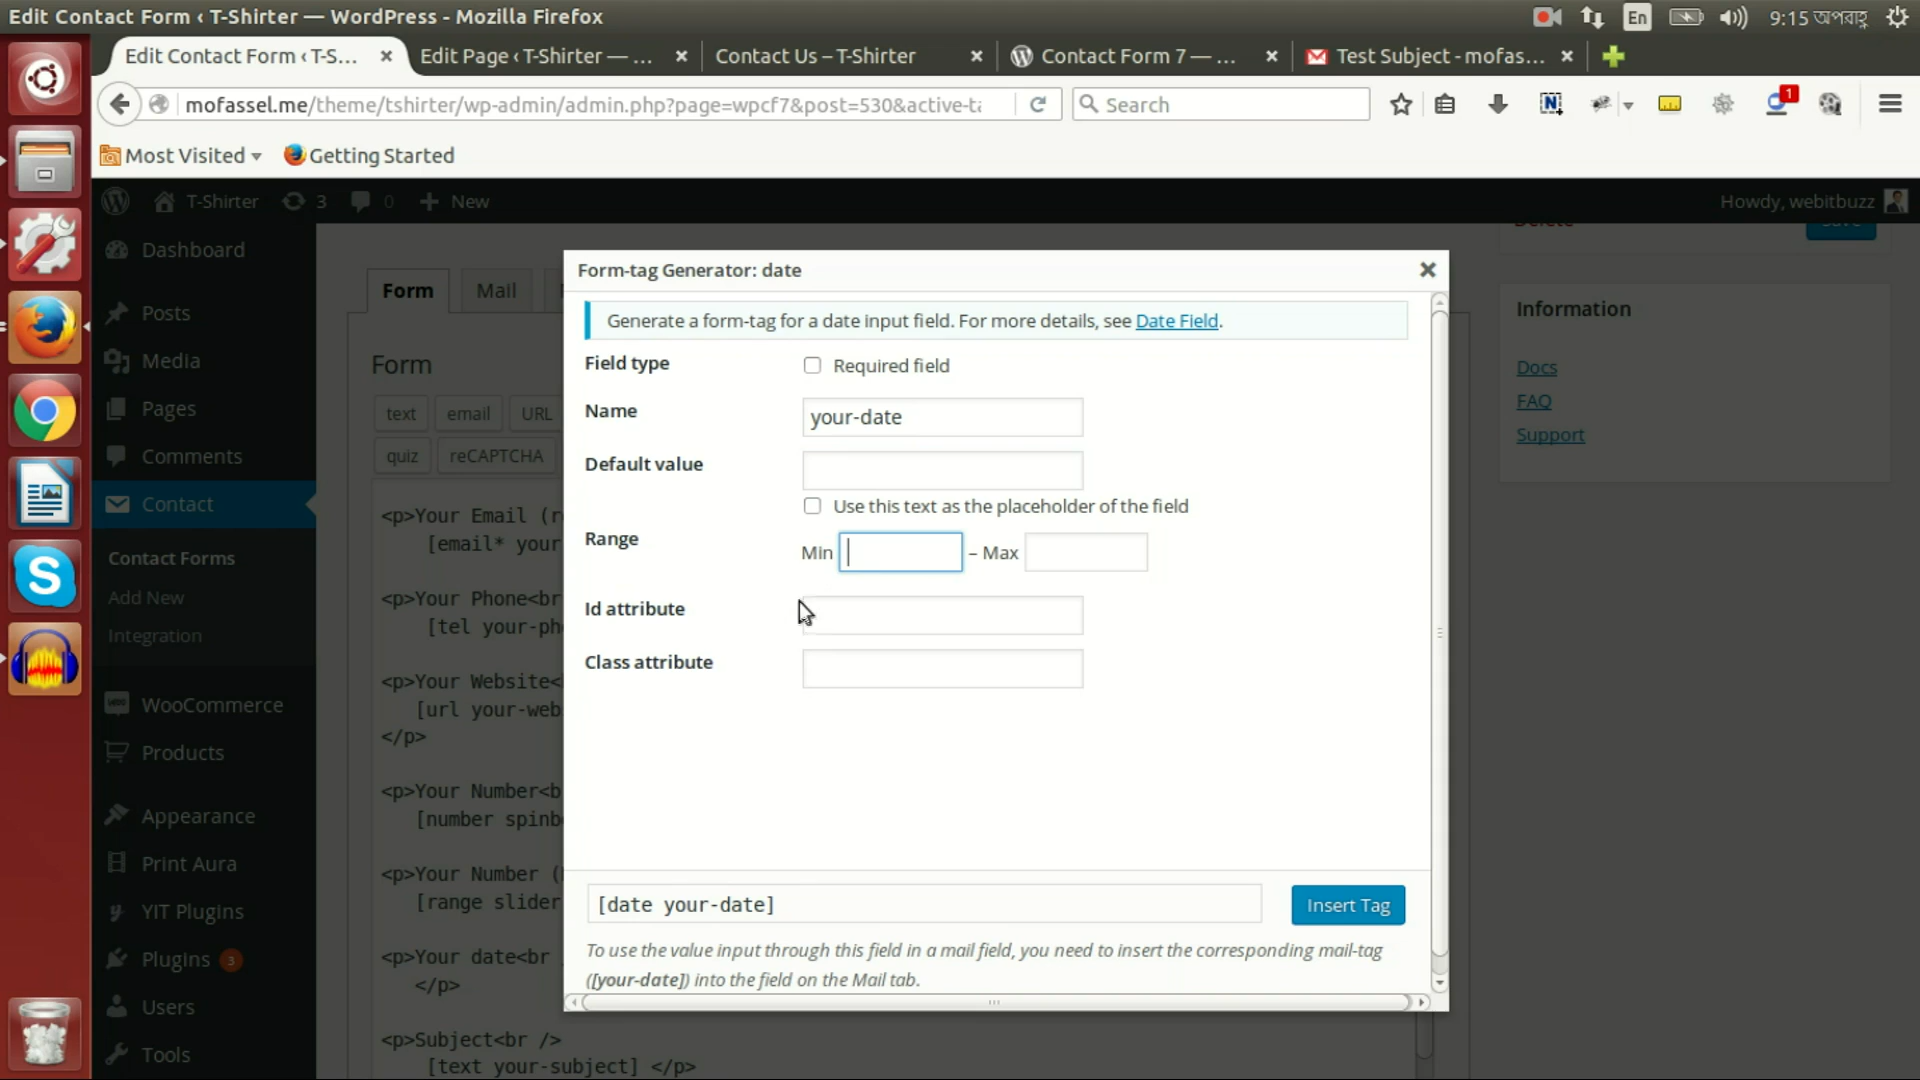 Edit Contact Form ‹ T-Shirter — WordPress - Mozilla Firefox
En
9:15 অপরাহ্ণ
Edit Contact Form ‹ T-S...
Edit Page ‹ T-Shirter — ...
Contact Us – T-Shirter
Contact Form 7 — ...
Test Subject - mofas...
mofassel.me/theme/tshirter/wp-admin/admin.php?page=wpcf7&post=530&active-ta
Search
1
Most Visited
Getting Started
T-Shirter
3
0
New
Howdy, webitbuzz
Dashboard
Posts
Media
Pages
Comments
Contact
Contact Forms
Add New
Integration
WooCommerce
Products
Appearance
Print Aura
YIT Plugins
Plugins 3
Users
Tools
Form
Mail
Form
text
email
URL
quiz
reCAPTCHA
<p>Your Email (r
[email* your
<p>Your Phone<br
[tel your-ph
<p>Your Website<
[url your-web
</p>
<p>Your Number<b
[number spinb
<p>Your Number (
[range slider
<p>Your date<br
</p>
<p>Subject<br />
[text your-subject] </p>
Form-tag Generator: date
Generate a form-tag for a date input field. For more details, see Date Field.
Field type
Required field
Name
your-date
Default value
Use this text as the placeholder of the field
Range
Min
– Max
Id attribute
Class attribute
[date your-date]
Insert Tag
To use the value input through this field in a mail field, you need to insert the corresponding mail-tag
([your-date]) into the field on the Mail tab.
Information
Docs
FAQ
Support